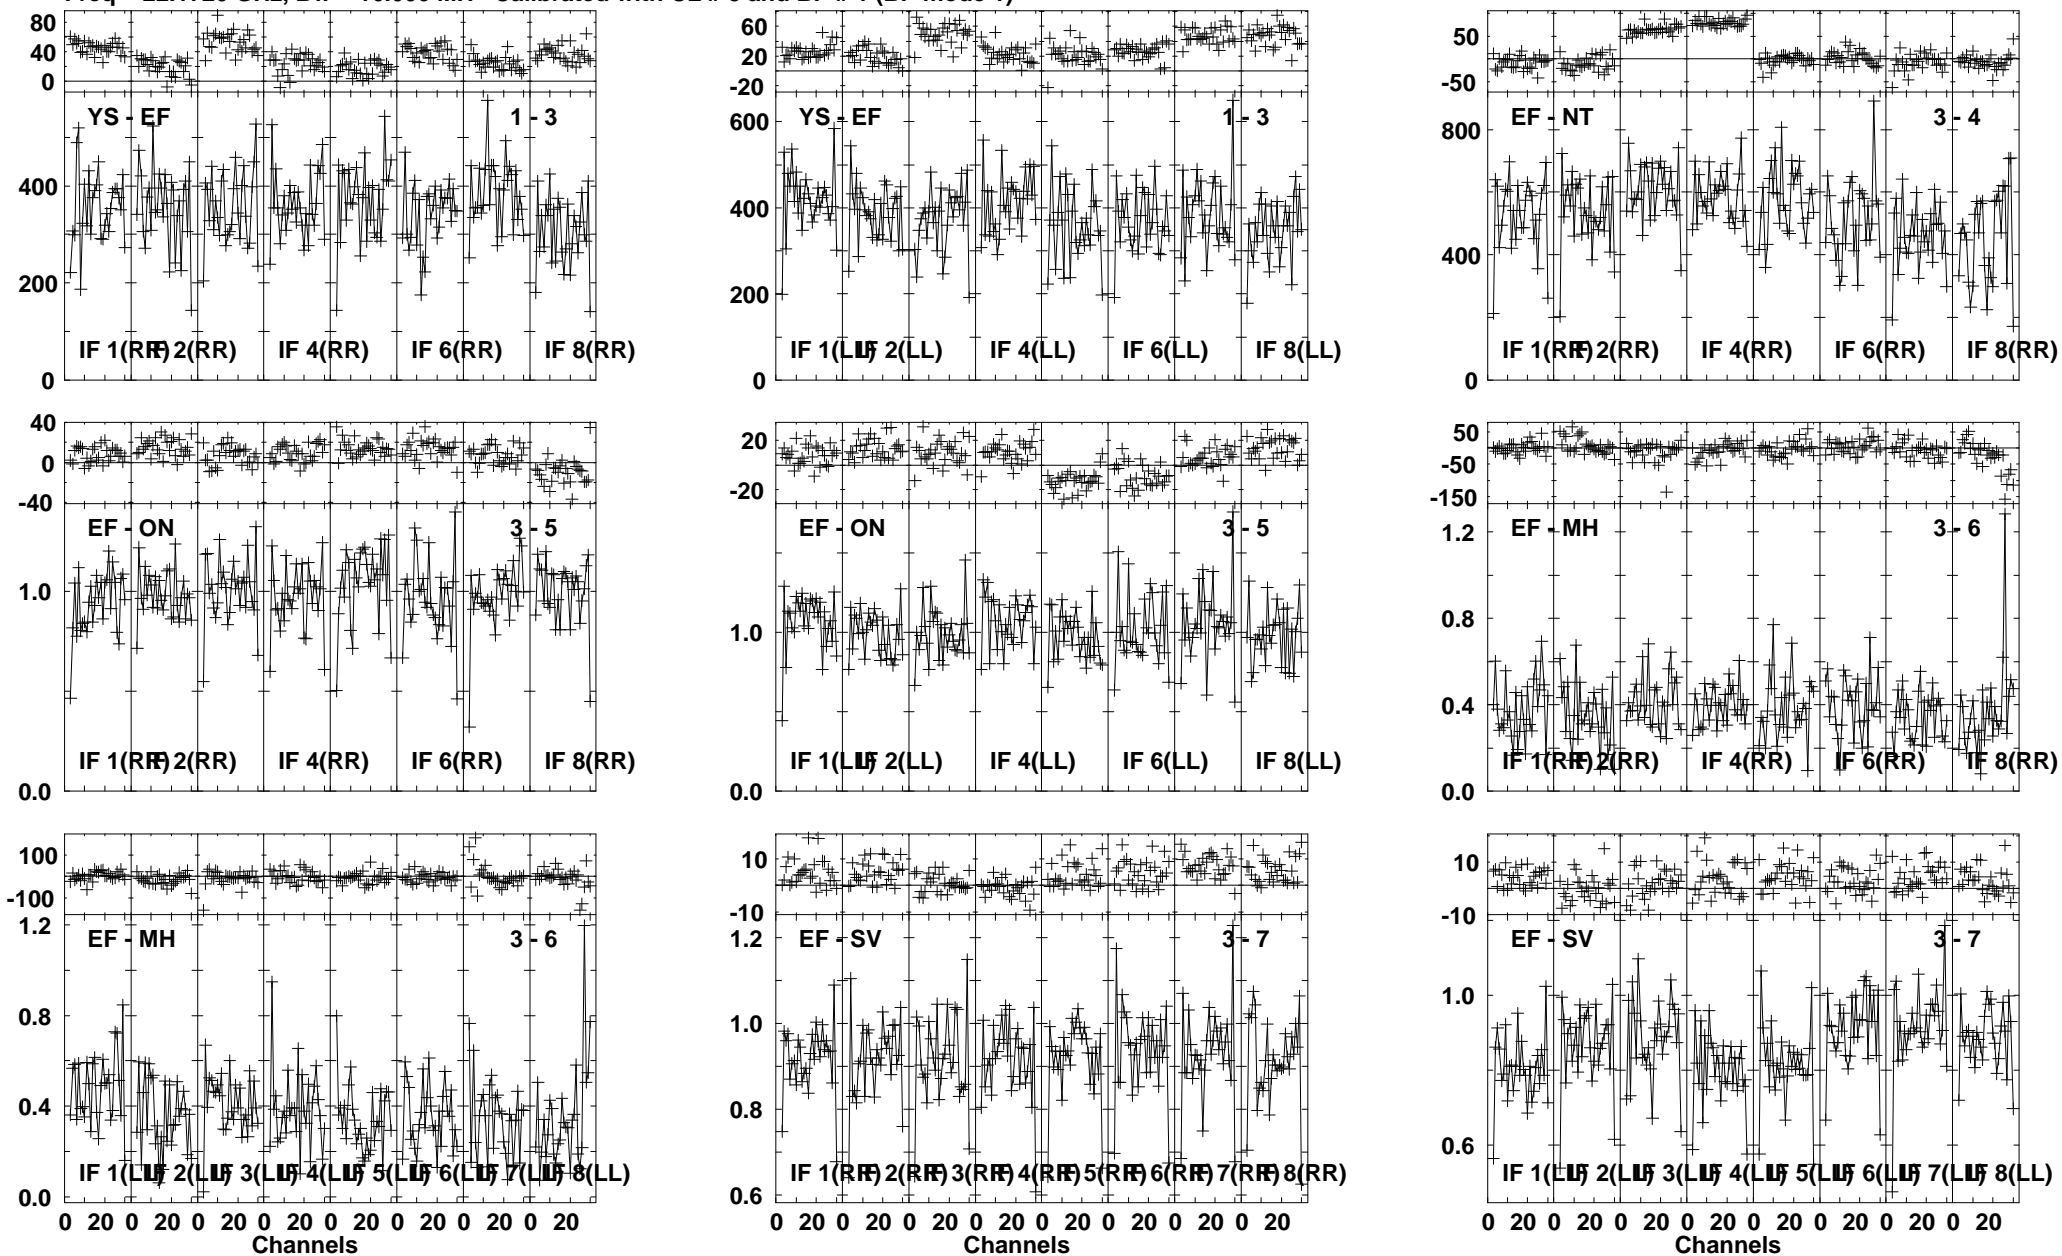 80
40
0
YS - EF
1 - 3
400
200
0
IF 1(RR)
IF 2(RR)
IF 4(RR)
IF 6(RR)
IF 8(RR)
60
20
-20
YS - EF
1 - 3
600
400
200
0
IF 1(LL)
IF 2(LL)
IF 4(LL)
IF 6(LL)
IF 8(LL)
50
-50
EF - NT
3 - 4
800
400
0
IF 1(RR)
IF 2(RR)
IF 4(RR)
IF 6(RR)
IF 8(RR)
40
0
-40
EF - ON
3 - 5
1.0
0.0
IF 1(RR)
IF 2(RR)
IF 4(RR)
IF 6(RR)
IF 8(RR)
20
-20
EF - ON
3 - 5
1.0
0.0
IF 1(LL)
IF 2(LL)
IF 4(LL)
IF 6(LL)
IF 8(LL)
50
-50
-150
EF - MH
3 - 6
1.2
0.8
0.4
0.0
IF 1(RR)
IF 2(RR)
IF 4(RR)
IF 6(RR)
IF 8(RR)
100
-100
EF - MH
3 - 6
1.2
0.8
0.4
0.0
IF 1(LL)
IF 2(LL)
IF 3(LL)
IF 4(LL)
IF 5(LL)
IF 6(LL)
IF 7(LL)
IF 8(LL)
0 20 0 20 0 20 0 20 0 20 0 20 0 20 0 20
Channels
10
-10
EF - SV
3 - 7
1.2
1.0
0.8
0.6
IF 1(RR)
IF 2(RR)
IF 3(RR)
IF 4(RR)
IF 5(RR)
IF 6(RR)
IF 7(RR)
IF 8(RR)
0 20 0 20 0 20 0 20 0 20 0 20 0 20 0 20
Channels
10
-10
EF - SV
3 - 7
1.0
0.6
IF 1(LL)
IF 2(LL)
IF 3(LL)
IF 4(LL)
IF 5(LL)
IF 6(LL)
IF 7(LL)
IF 8(LL)
0 20 0 20 0 20 0 20 0 20 0 20 0 20 0 20
Channels